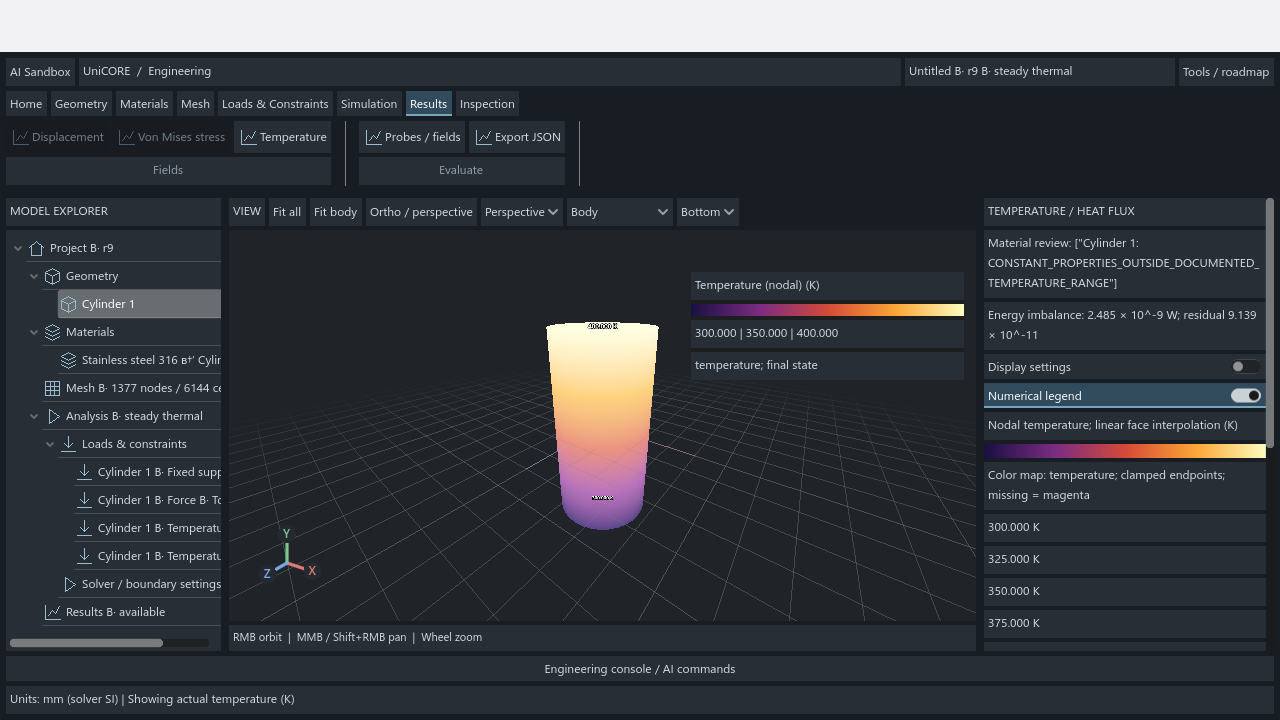 AI Sandbox
UniCORE / Engineering
Untitled В· r9 В· steady thermal
Tools / roadmap
Home
Geometry
Materials
Mesh
Loads & Constraints
Simulation
Results
Inspection
Displacement
Von Mises stress
Temperature
Probes / fields
Export JSON
Fields
Evaluate
MODEL EXPLORER
VIEW
Fit all
Fit body
Ortho / perspective
Perspective
Body
Bottom
TEMPERATURE / HEAT FLUX
Project В· r9
Geometry
Cylinder 1
Materials
Stainless steel 316 в†' Cylin
Mesh В· 1377 nodes / 6144 ce
Analysis В· steady thermal
Loads & constraints
Cylinder 1 В· Fixed supp
Cylinder 1 В· Force В· To
Cylinder 1 В· Temperatu
Cylinder 1 В· Temperatu
Solver / boundary settings
Results В· available
Temperature (nodal) (K)
300.000 | 350.000 | 400.000
temperature; final state
400.000 K
Y
Z
X
RMB orbit | MMB / Shift+RMB pan | Wheel zoom
Material review: ["Cylinder 1:
CONSTANT_PROPERTIES_OUTSIDE_DOCUMENTED_
TEMPERATURE_RANGE"]
Energy imbalance: 2.485 × 10^-9 W; residual 9.139
× 10^-11
Display settings
Numerical legend
Nodal temperature; linear face interpolation (K)
Color map: temperature; clamped endpoints;
missing = magenta
300.000 K
325.000 K
350.000 K
375.000 K
Engineering console / AI commands
Units: mm (solver SI) | Showing actual temperature (K)